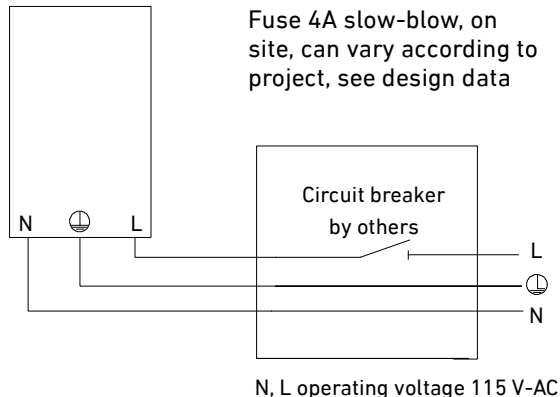 Fuse 4A slow-blow, on
site, can vary according to
project, see design data
Circuit breaker
by others
N L
L
N
N, L operating voltage 115 V-AC